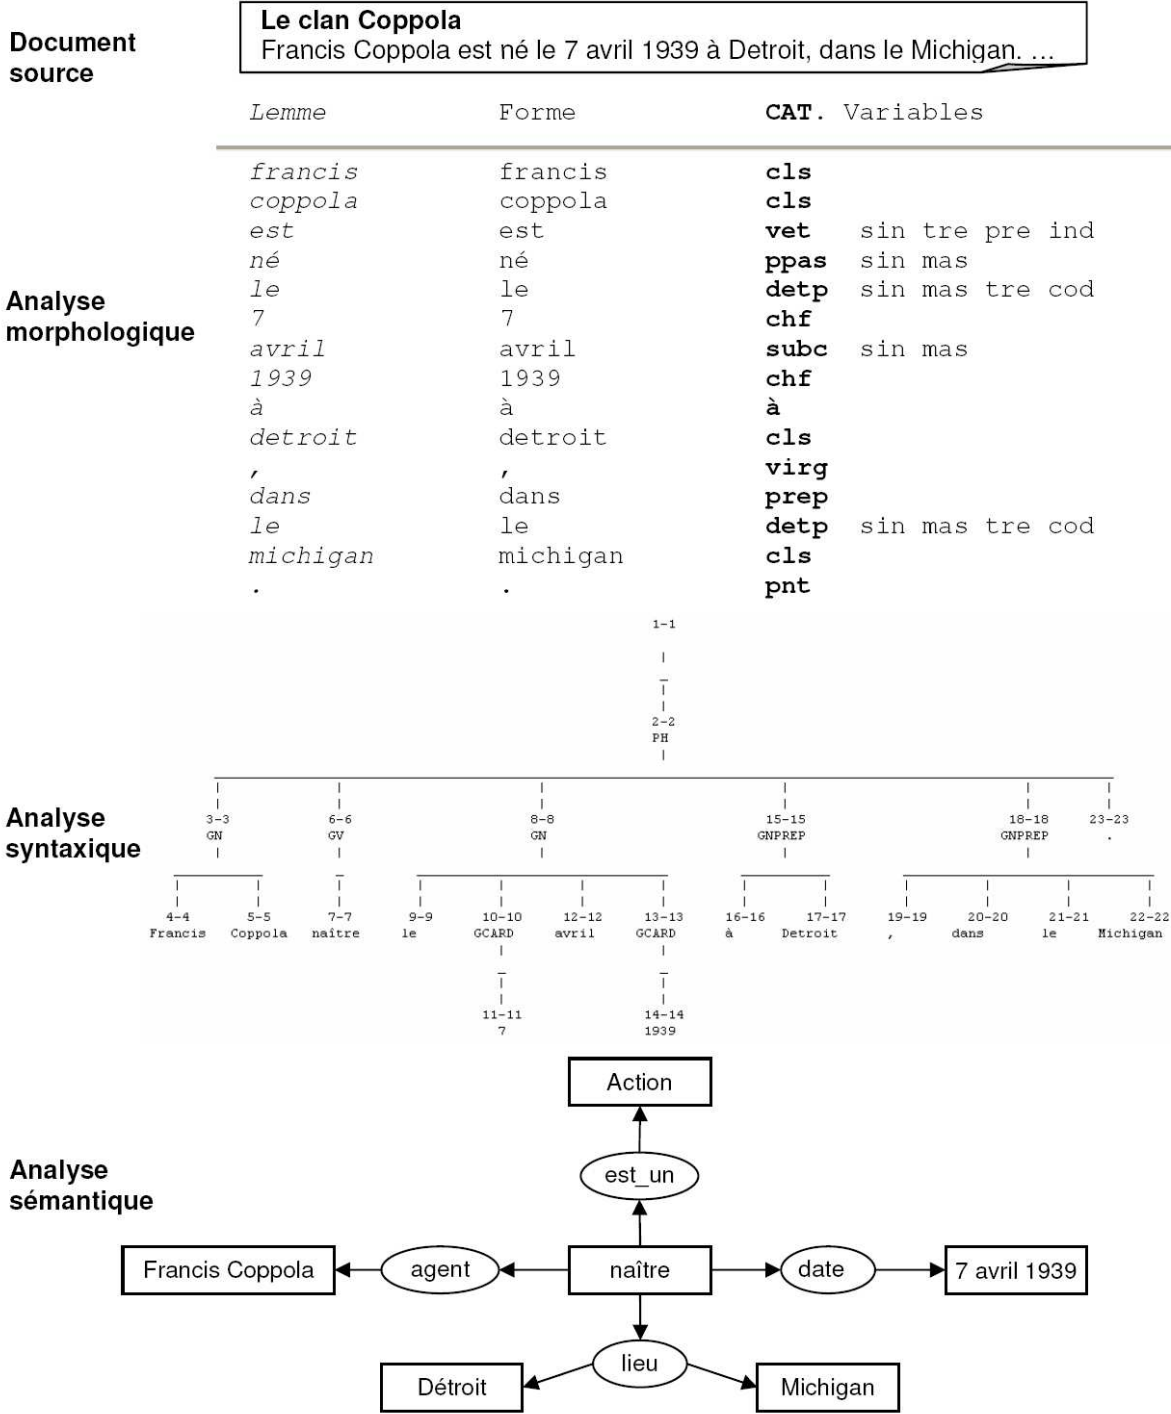 Document
source
Le clan Coppola
Francis Coppola est né le 7 avril 1939 à Detroit, dans le Michigan. ...
Lemme Forme CAT. Variables
francis francis cls
coppola coppola cls
est est vet sin tre pre ind
né né ppas sin mas
le le detp sin mas tre cod
7 7 chf
avril avril subc sin mas
1939 1939 chf
à à à
detroit detroit cls
, , virg
dans dans prep
le le detp sin mas tre cod
michigan michigan cls
. . pnt
Analyse
morphologique
1-1
2-2
PH
Analyse
syntaxique
3-3 6-6 8-8 15-15 18-18 23-23
GN GV GN GNPREP GNPREP .
4-4 5-5 7-7 9-9 10-10 12-12 13-13 16-16 17-17 19-19 20-20 21-21 22-22
Francis Coppola naître le GCARD avril GCARD à Detroit , dans le Michigan
11-11 14-14
7 1939
Analyse
sémantique
Action
est_un
Francis Coppola agent naître date 7 avril 1939
lieu
Détroit Michigan